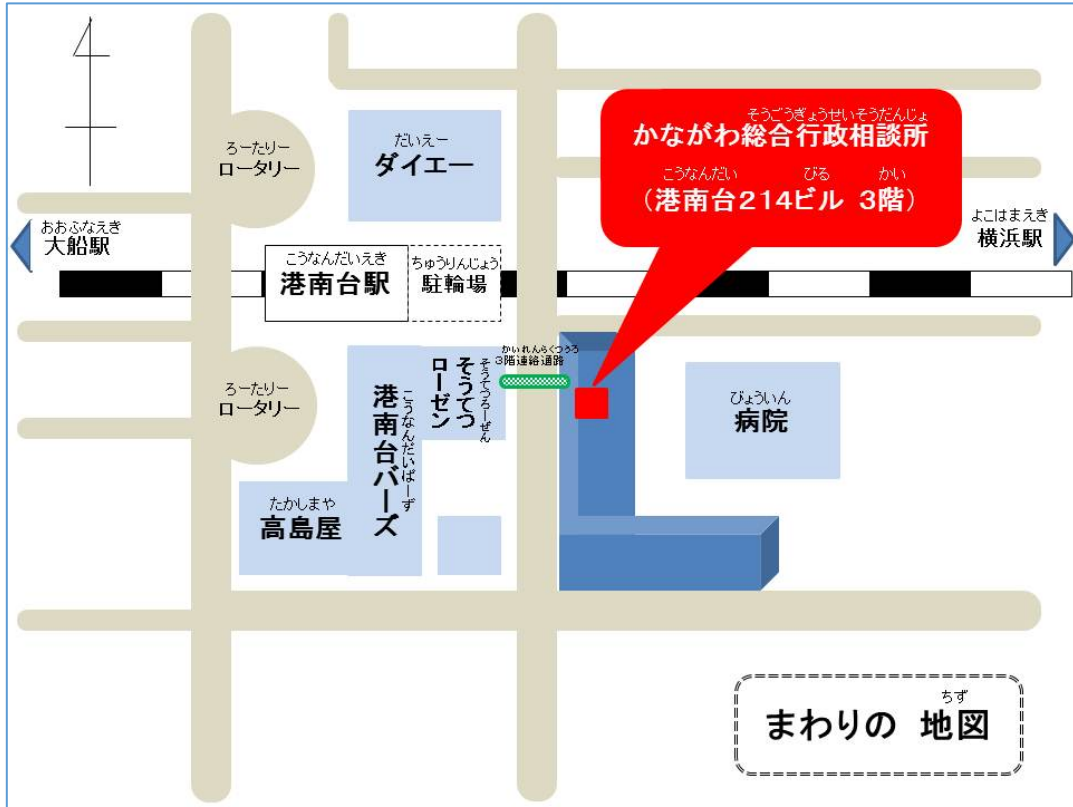 ろーたりー
ロータリー
だいえー
ダイエー
そうごうぎょうせいそうだんじょ
かながわ総合行政相談所
こうなんだい びる かい
(港南台214ビル 3階)
おおふなえき
大船駅
よこはまえき
横浜駅
こうなんだいえき
港南台駅
ちゅうりんじょう
駐輪場
かいれんらくつうろ
3階連絡通路
そうてつろーぜん
そうてつ
ローゼン
ろーたりー
ロータリー
こうなんだいばーず
港南台バーズ
びょういん
病院
たかしまや
高島屋
ちず
まわりの 地図